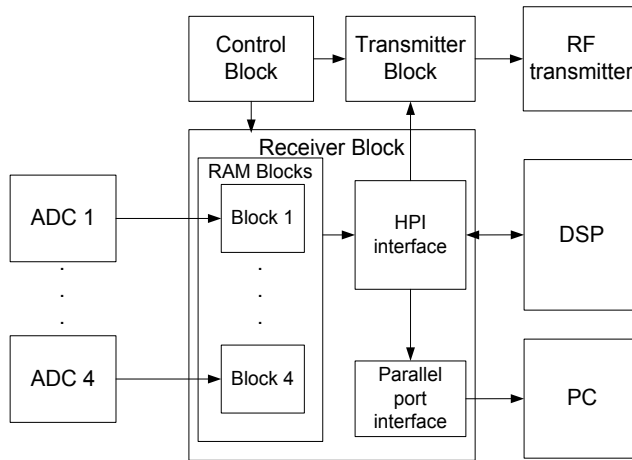 Control
Block
Transmitter
Block
RF
transmitter
Receiver Block
RAM Blocks
ADC 1
Block 1
HPI
interface
DSP
ADC 4
Block 4
Parallel
port
interface
PC